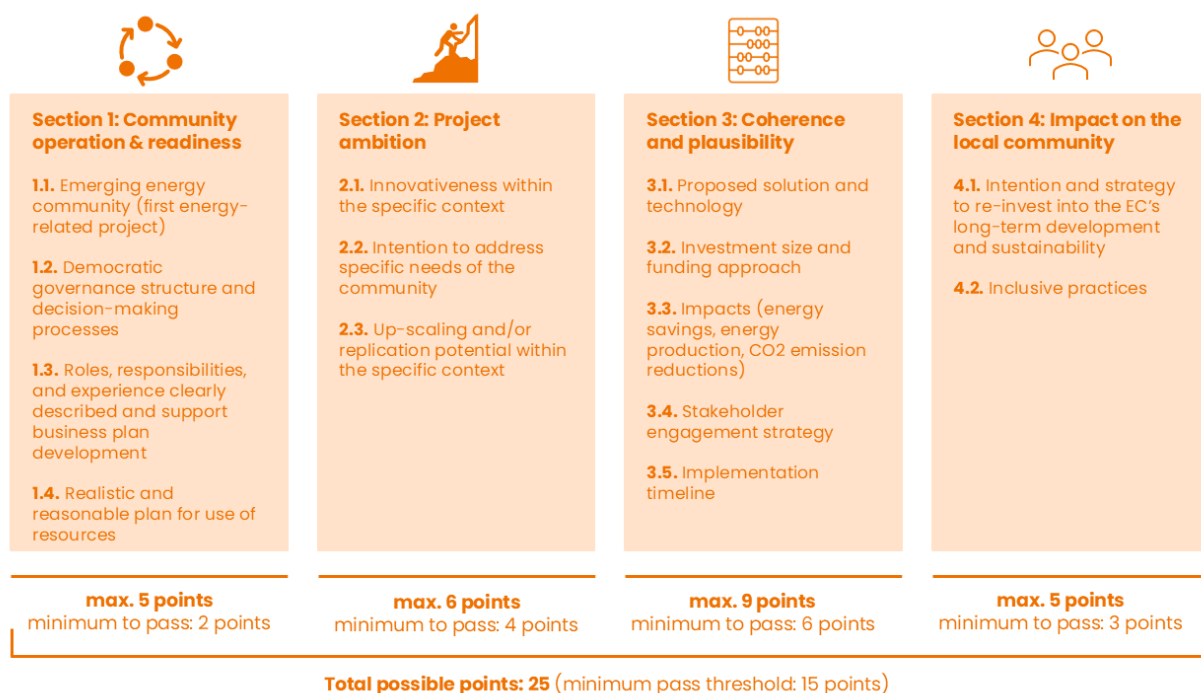 Section 1: Community
operation & readiness
1.1. Emerging energy
community (first energy-
related project)
1.2. Democratic
governance structure and
decision-making
processes
1.3. Roles, responsibilities,
and experience clearly
described and support
business plan
development
1.4. Realistic and
reasonable plan for use of
resources
max. 5 points
minimum to pass: 2 points
Section 2: Project
ambition
2.1. Innovativeness within
the specific context
2.2. Intention to address
specific needs of the
community
2.3. Up-scaling and/or
replication potential within
the specific context
max. 6 points
minimum to pass: 4 points
Section 3: Coherence
and plausibility
3.1. Proposed solution and
technology
3.2. Investment size and
funding approach
3.3. Impacts (energy
savings, energy
production, CO2 emission
reductions)
3.4. Stakeholder
engagement strategy
3.5. Implementation
timeline
max. 9 points
minimum to pass: 6 points
Section 4: Impact on the
local community
4.1. Intention and strategy
to re-invest into the EC's
long-term development
and sustainability
4.2. Inclusive practices
max. 5 points
minimum to pass: 3 points
Total possible points: 25 (minimum pass threshold: 15 points)